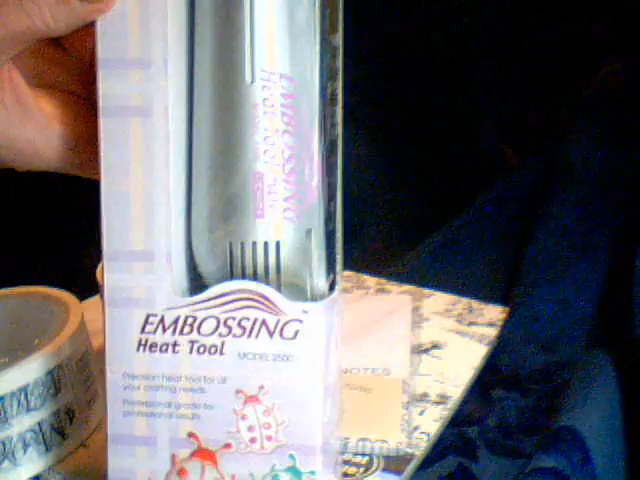 EMBOSSING
Heat Tool
EMBOSSING™
Heat Tool
MODEL 2500
Precision heat tool for all
your crafting needs.
Professional grade for
professional results.
NOTES